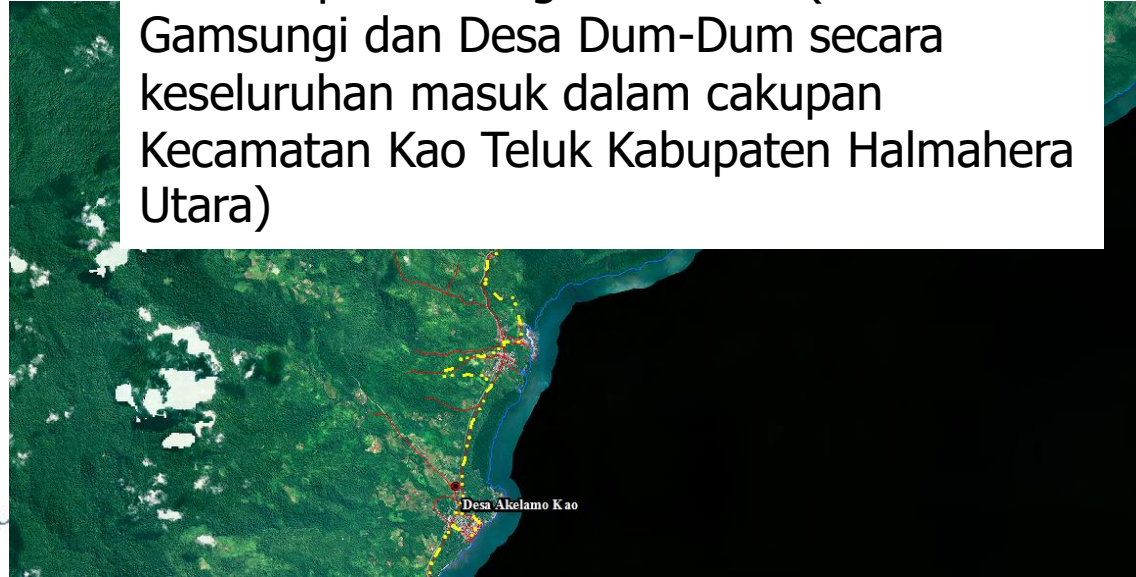 Gamsungi dan Desa Dum-Dum secara
keseluruhan masuk dalam cakupan
Kecamatan Kao Teluk Kabupaten Halmahera
Utara)
Desa Akelamo Kao